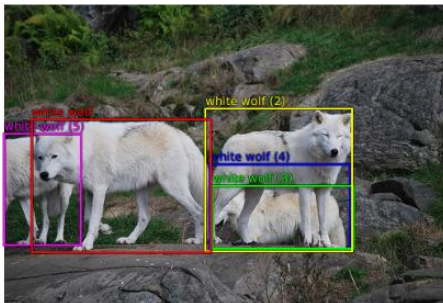 white wolf (2)
white wolf
white wolf (5)
white wolf (4)
white wolf (3)